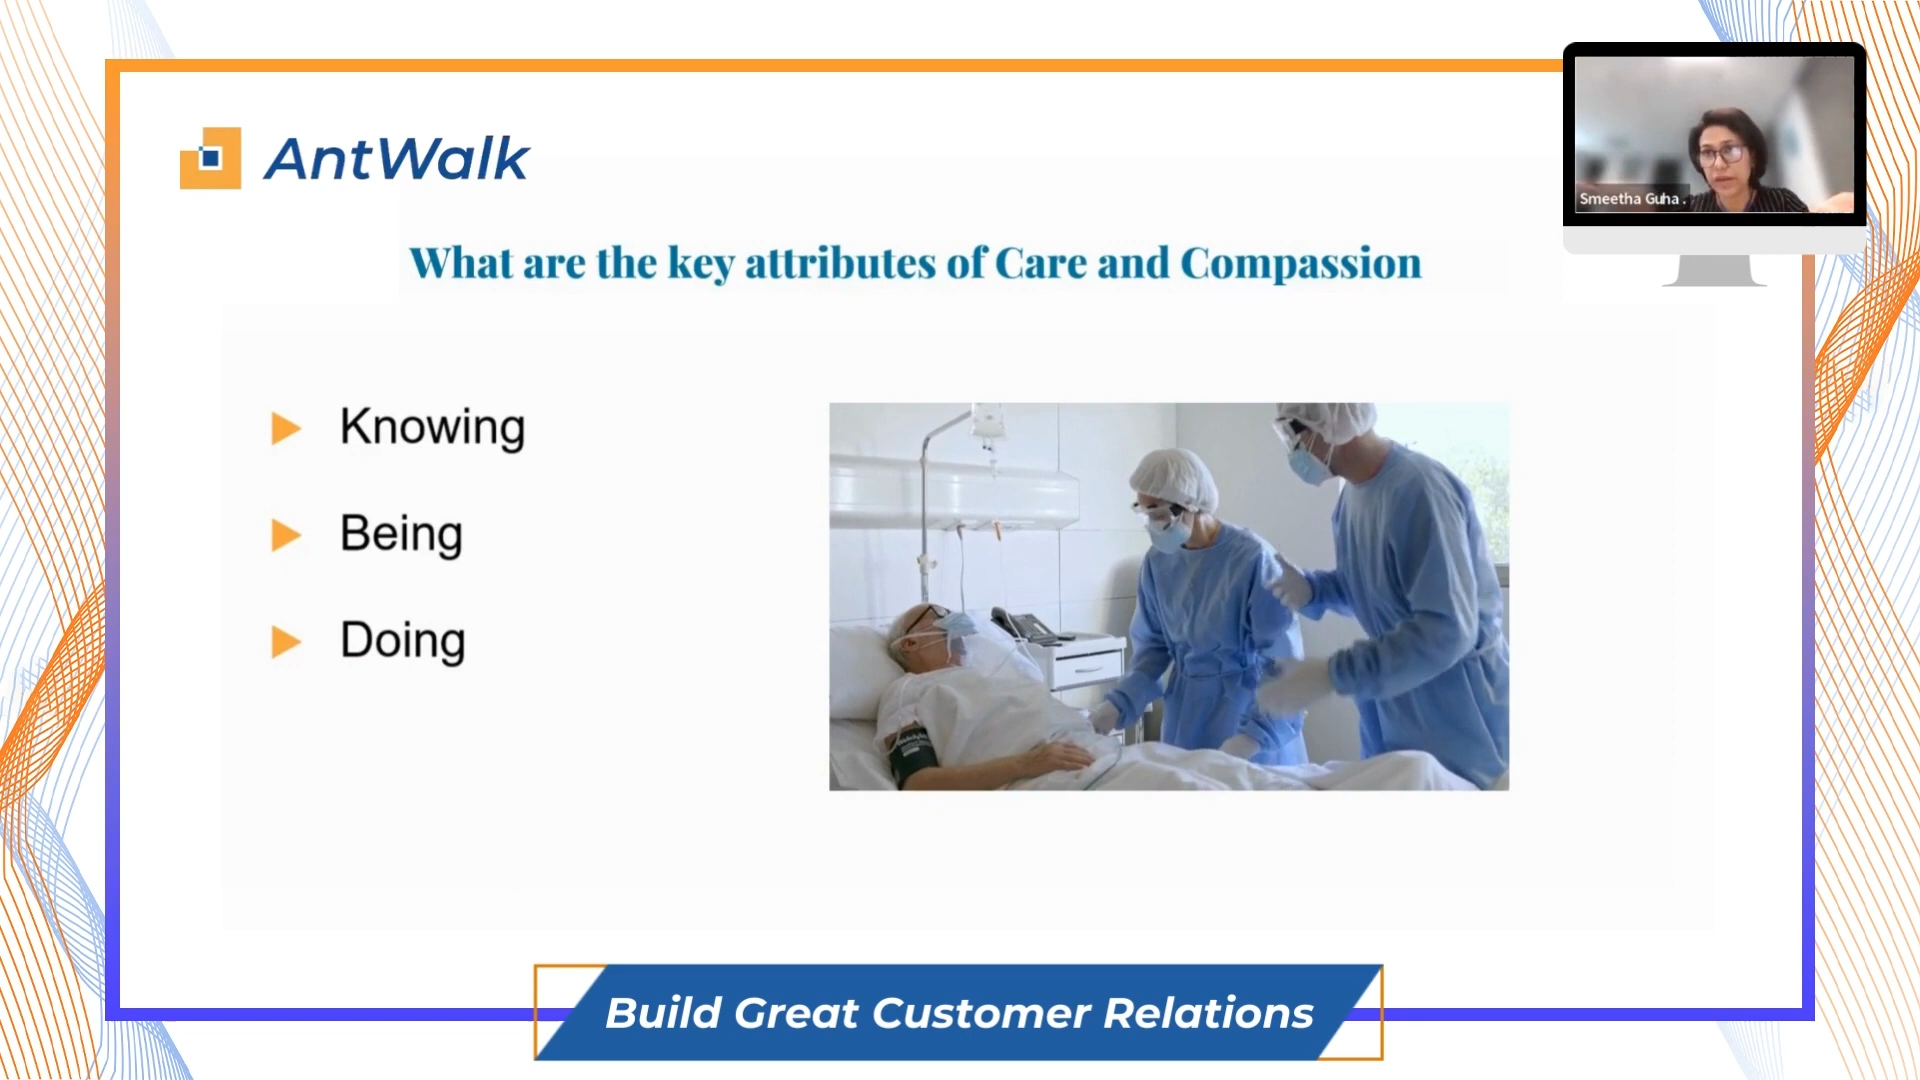 AntWalk
Smeetha Guha .
What are the key attributes of Care and Compassion
Knowing
Being
Doing
Build Great Customer Relations